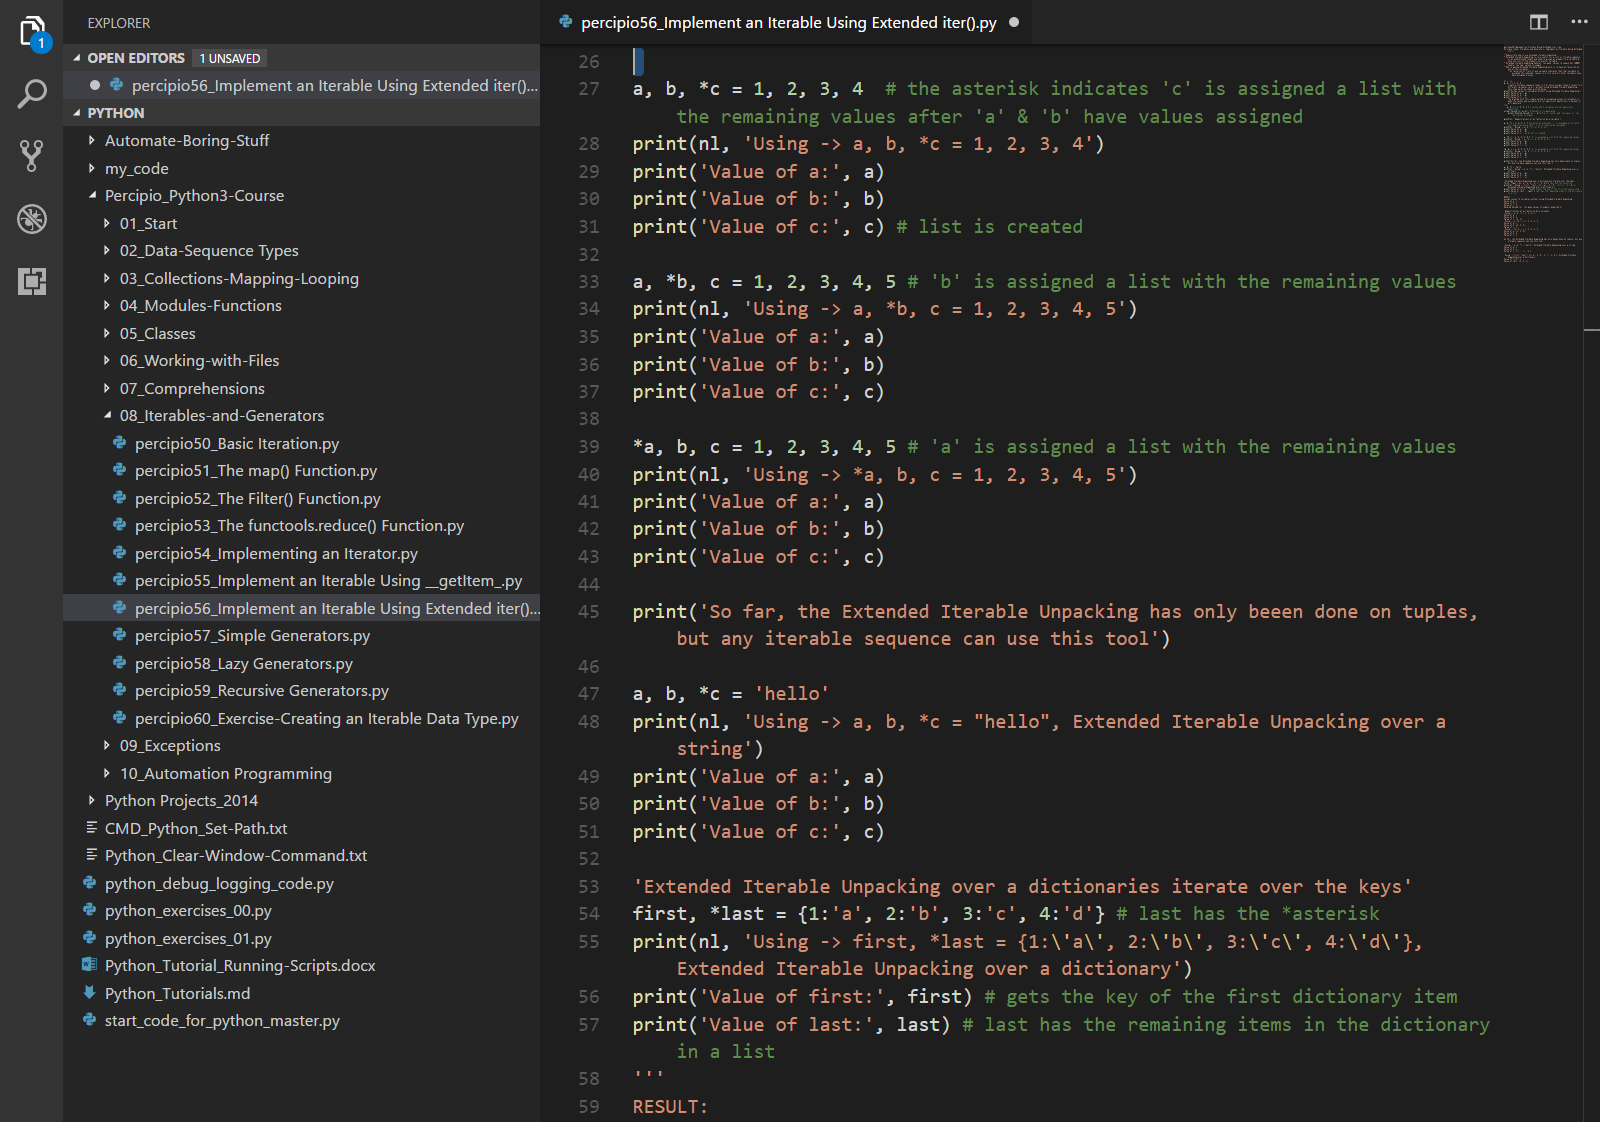 1
EXPLORER
OPEN EDITORS 1 UNSAVED
percipio56_Implement an Iterable Using Extended iter()...
PYTHON
Automate-Boring-Stuff
my_code
Percipio_Python3-Course
01_Start
02_Data-Sequence Types
03_Collections-Mapping-Looping
04_Modules-Functions
05_Classes
06_Working-with-Files
07_Comprehensions
08_Iterables-and-Generators
percipio50_Basic Iteration.py
percipio51_The map() Function.py
percipio52_The Filter() Function.py
percipio53_The functools.reduce() Function.py
percipio54_Implementing an Iterator.py
percipio55_Implement an Iterable Using __getItem_.py
percipio56_Implement an Iterable Using Extended iter()...
percipio57_Simple Generators.py
percipio58_Lazy Generators.py
percipio59_Recursive Generators.py
percipio60_Exercise-Creating an Iterable Data Type.py
09_Exceptions
10_Automation Programming
Python Projects_2014
CMD_Python_Set-Path.txt
Python_Clear-Window-Command.txt
python_debug_logging_code.py
python_exercises_00.py
python_exercises_01.py
Python_Tutorial_Running-Scripts.docx
Python_Tutorials.md
start_code_for_python_master.py
percipio56_Implement an Iterable Using Extended iter().py
26
27 a, b, *c = 1, 2, 3, 4  # the asterisk indicates 'c' is assigned a list with
the remaining values after 'a' & 'b' have values assigned
28 print(nl, 'Using -> a, b, *c = 1, 2, 3, 4')
29 print('Value of a:', a)
30 print('Value of b:', b)
31 print('Value of c:', c) # list is created
32
33 a, *b, c = 1, 2, 3, 4, 5 # 'b' is assigned a list with the remaining values
34 print(nl, 'Using -> a, *b, c = 1, 2, 3, 4, 5')
35 print('Value of a:', a)
36 print('Value of b:', b)
37 print('Value of c:', c)
38
39 *a, b, c = 1, 2, 3, 4, 5 # 'a' is assigned a list with the remaining values
40 print(nl, 'Using -> *a, b, c = 1, 2, 3, 4, 5')
41 print('Value of a:', a)
42 print('Value of b:', b)
43 print('Value of c:', c)
44
45 print('So far, the Extended Iterable Unpacking has only beeen done on tuples,
but any iterable sequence can use this tool')
46
47 a, b, *c = 'hello'
48 print(nl, 'Using -> a, b, *c = "hello", Extended Iterable Unpacking over a
string')
49 print('Value of a:', a)
50 print('Value of b:', b)
51 print('Value of c:', c)
52
53 'Extended Iterable Unpacking over a dictionaries iterate over the keys'
54 first, *last = {1:'a', 2:'b', 3:'c', 4:'d'} # last has the *asterisk
55 print(nl, 'Using -> first, *last = {1:\'a\', 2:\'b\', 3:\'c\', 4:\'d\'},
Extended Iterable Unpacking over a dictionary')
56 print('Value of first:', first) # gets the key of the first dictionary item
57 print('Value of last:', last) # last has the remaining items in the dictionary
in a list
58 '''
59 RESULT: